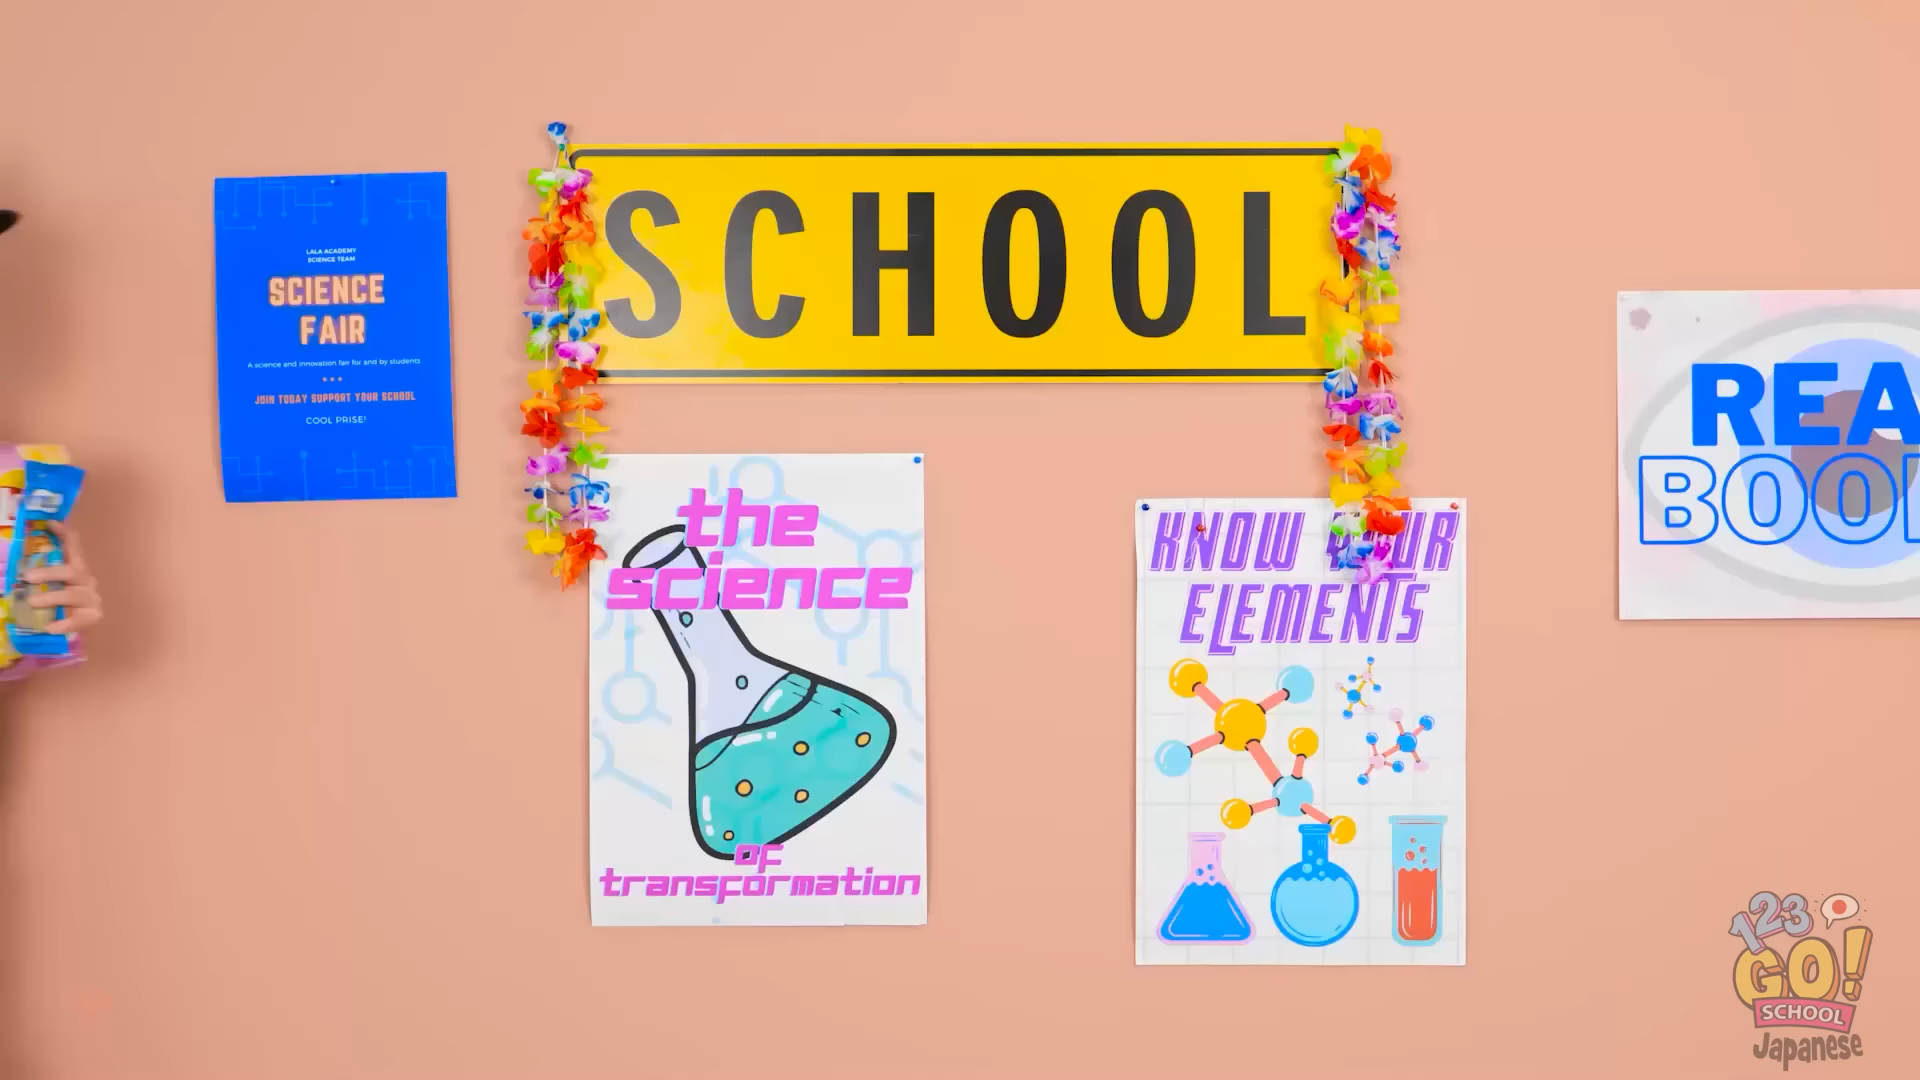 LALA ACADEMY
SCIENCE TEAM
SCIENCE
FAIR
A science and innovation fair for and by students
JOIN TODAY SUPPORT YOUR SCHOOL
COOL PRISE!
SCHOOL
the
science
of
transformation
KNOW YOUR
ELEMENTS
REA
BOO
123
GO!
SCHOOL
Japanese